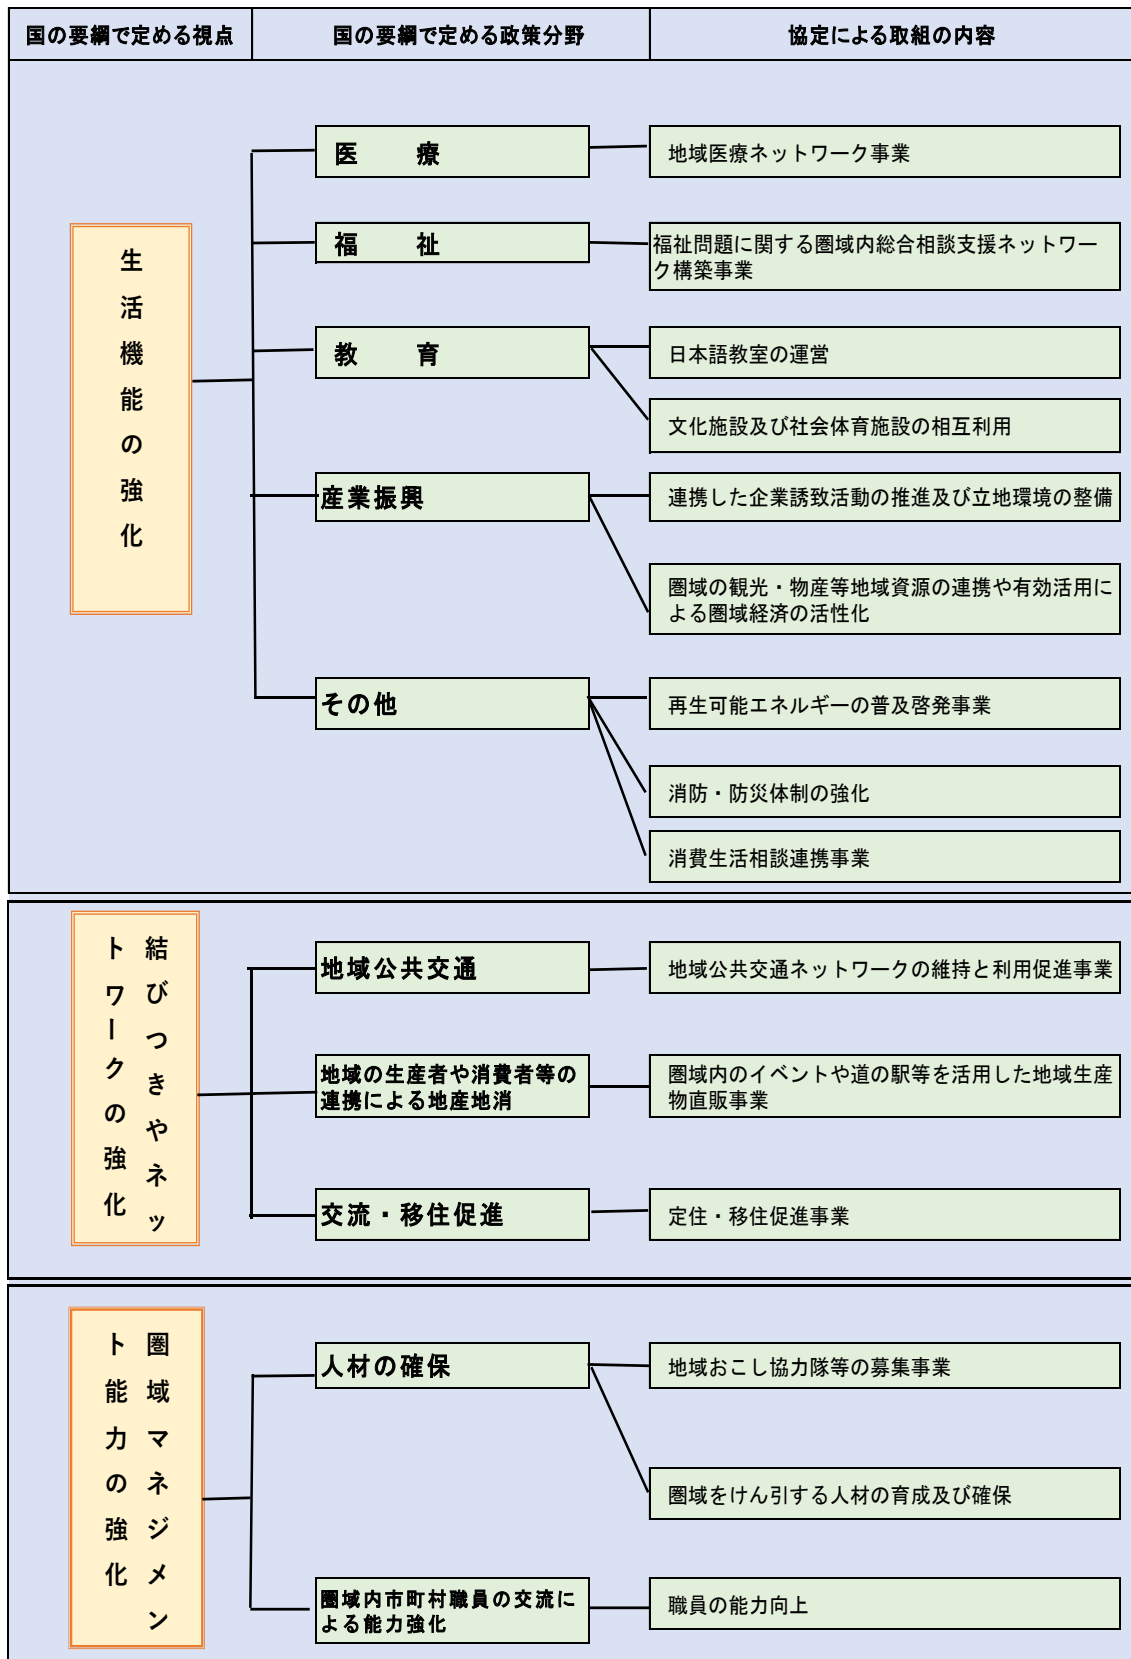 国の要綱で定める視点
国の要綱で定める政策分野
協定による取組の内容
生活機能の強化
医　療
地域医療ネットワーク事業
福　祉
福祉問題に関する圏域内総合相談支援ネットワー
ク構築事業
教　育
日本語教室の運営
文化施設及び社会体育施設の相互利用
産業振興
連携した企業誘致活動の推進及び立地環境の整備
圏域の観光・物産等地域資源の連携や有効活用に
よる圏域経済の活性化
その他
再生可能エネルギーの普及啓発事業
消防・防災体制の強化
消費生活相談連携事業
結びつきやネッ
トワークの強化
地域公共交通
地域公共交通ネットワークの維持と利用促進事業
地域の生産者や消費者等の
連携による地産地消
圏域内のイベントや道の駅等を活用した地域生産
物直販事業
交流・移住促進
定住・移住促進事業
圏域マネジメン
ト能力の強化
人材の確保
地域おこし協力隊等の募集事業
圏域をけん引する人材の育成及び確保
圏域内市町村職員の交流に
よる能力強化
職員の能力向上